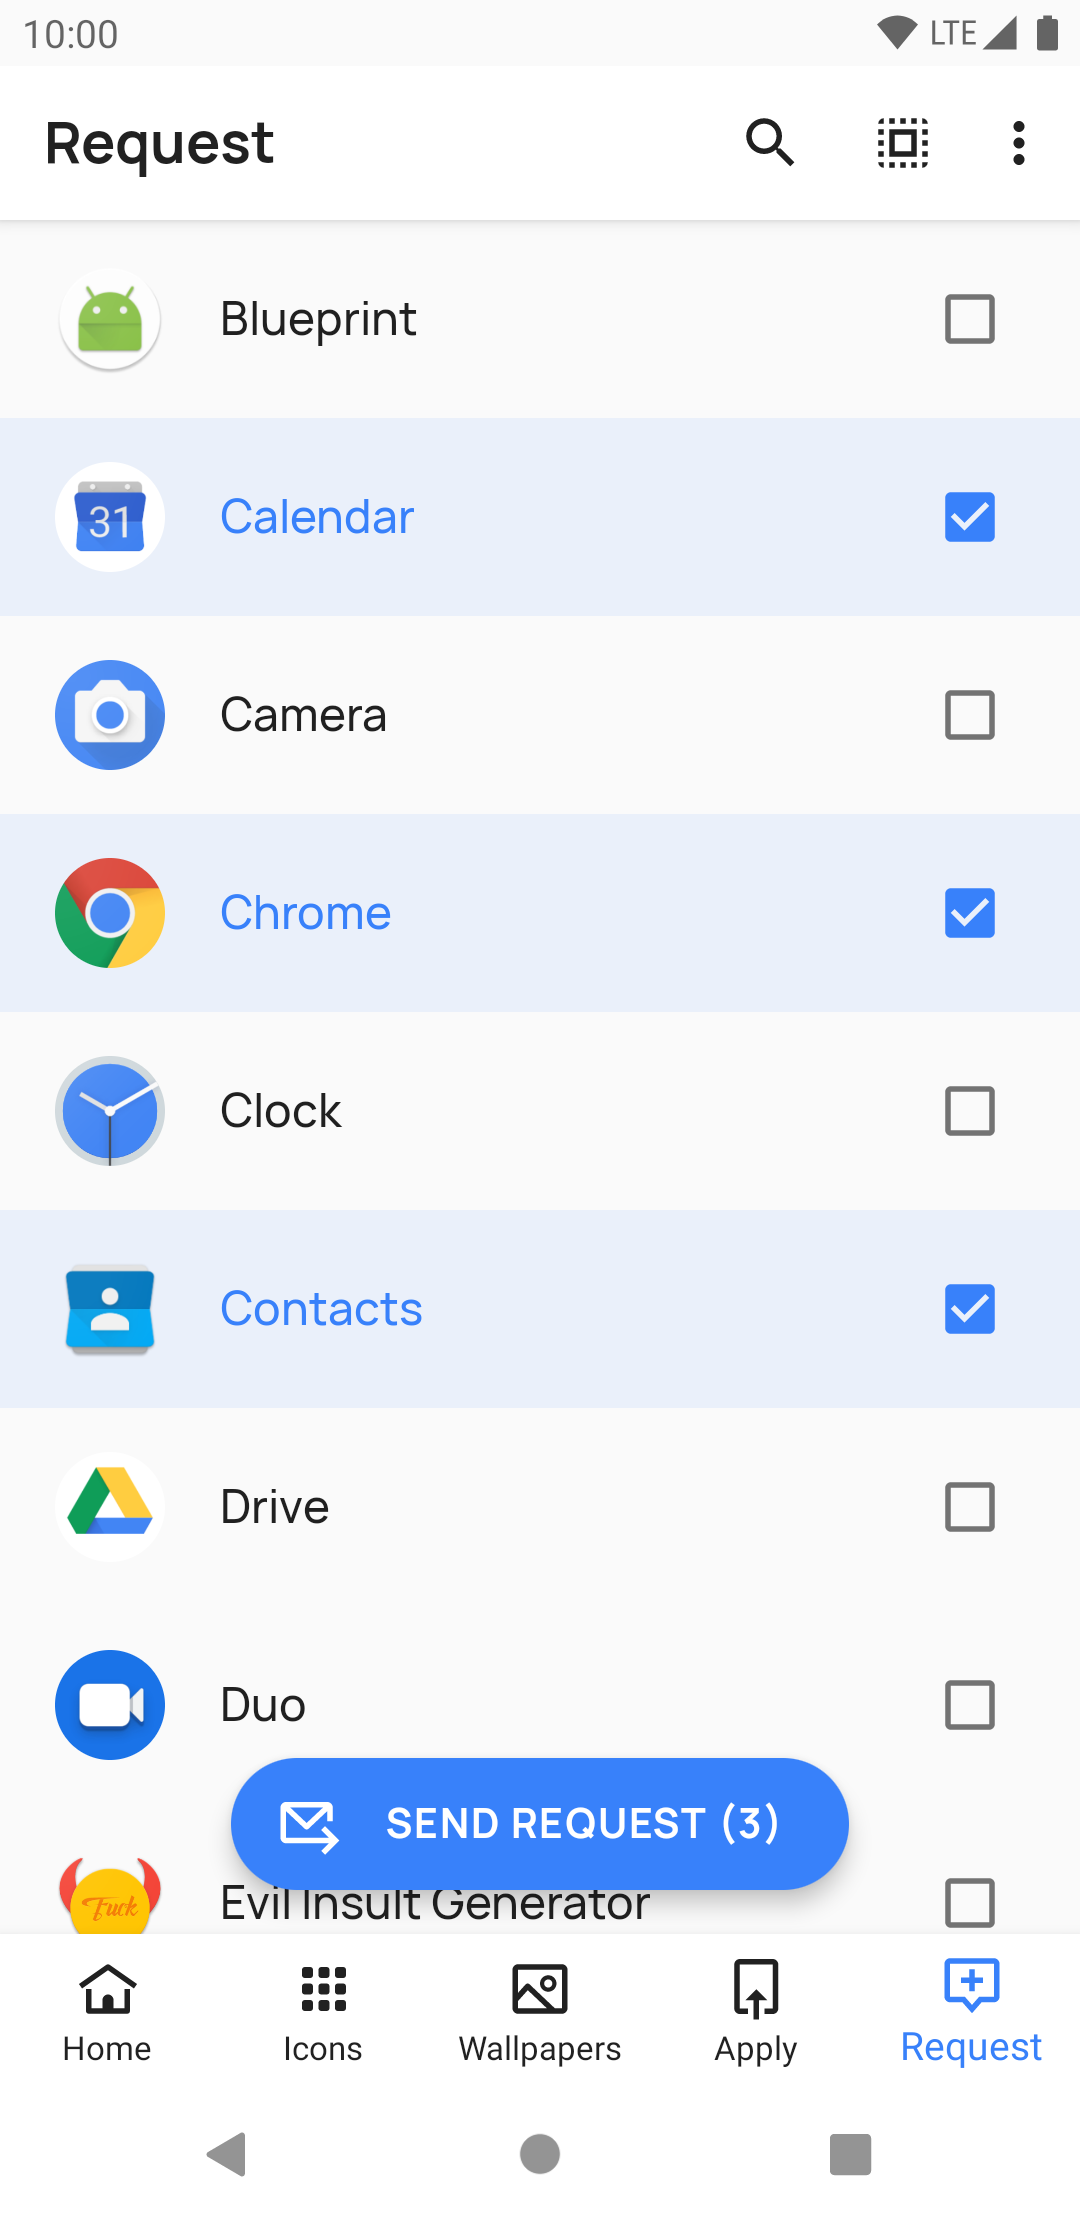 10:00
LTE
Request
Blueprint
31
Calendar
Camera
Chrome
Clock
Contacts
Drive
Duo
SEND REQUEST (3)
Fuck
Evil Insult Generator
Home
Icons
Wallpapers
Apply
Request